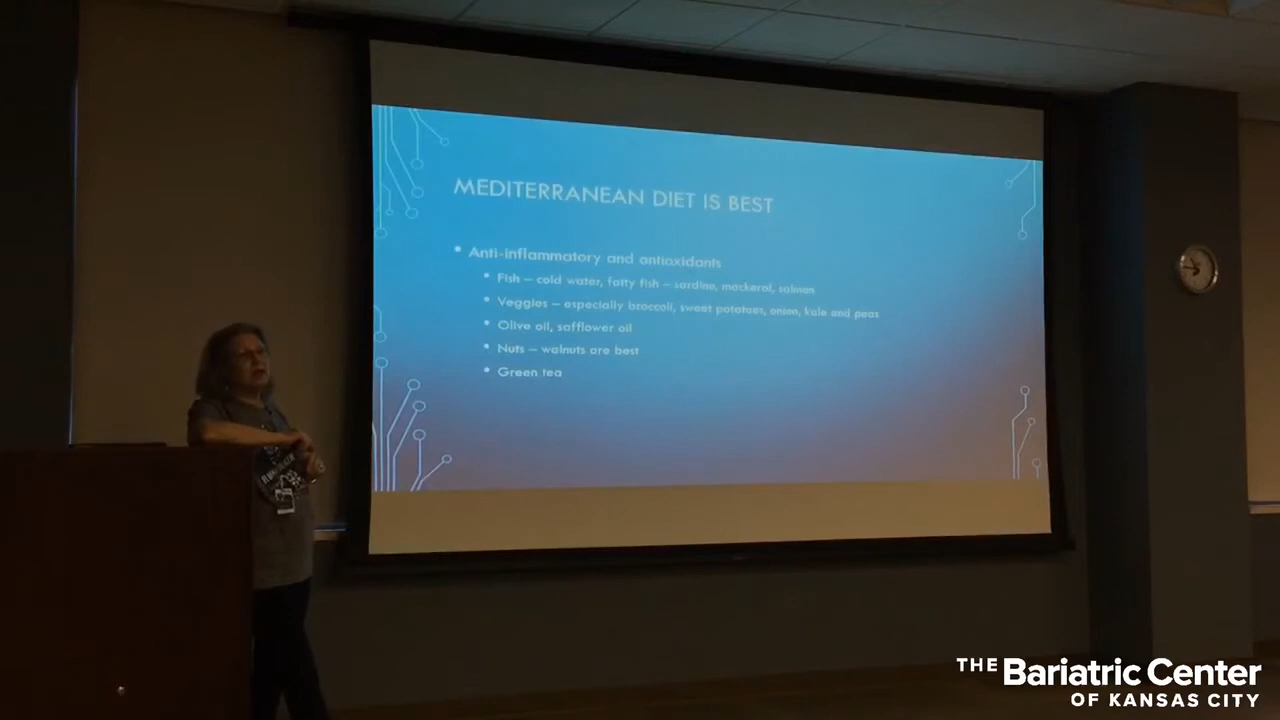 MEDITERRANEAN DIET IS BEST
• Anti-inflammatory and antioxidants
• Fish – cold water, fatty fish – sardine, mackerel, salmon
• Veggies – especially broccoli, sweet potatoes, onion, kale and peas
• Olive oil, safflower oil
• Nuts – walnuts are best
• Green tea
THE Bariatric Center
OF KANSAS CITY